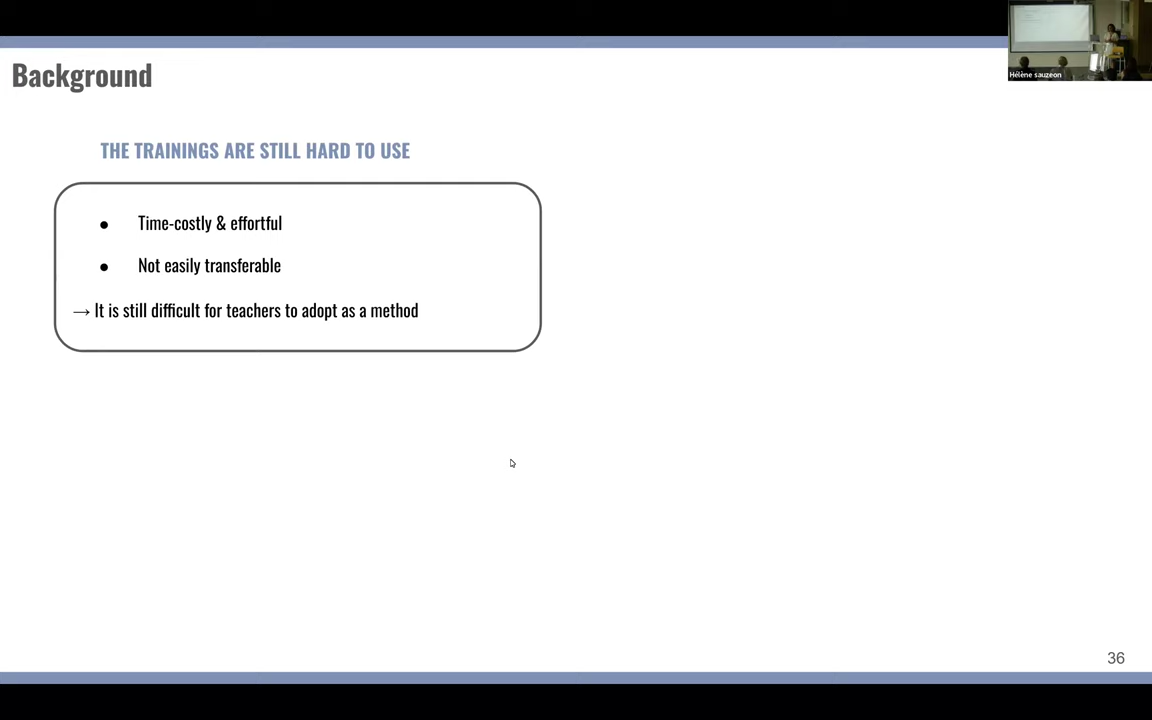 Hélène sauzeon
Background
THE TRAININGS ARE STILL HARD TO USE
● Time-costly & effortful
● Not easily transferable
→ It is still difficult for teachers to adopt as a method
36